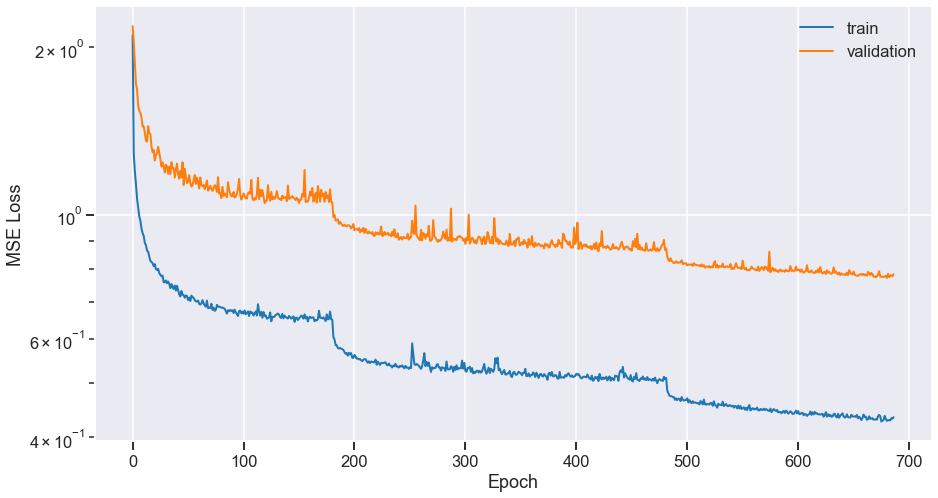 train
validation
MSE Loss
2 × 10⁰
10⁰
6 × 10⁻¹
4 × 10⁻¹
0 100 200 300 400 500 600 700
Epoch